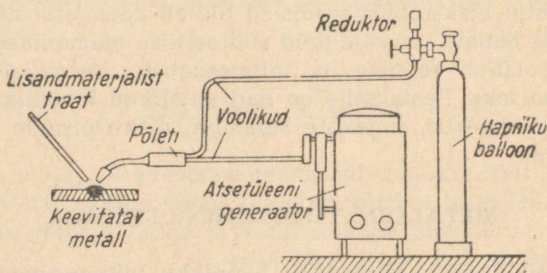 Reduktor
Lisandmaterjalist
traat
Põleti
Voolikud
Hapniku
balloon
Atsetüleeni
generaator
Keevitatav
metall